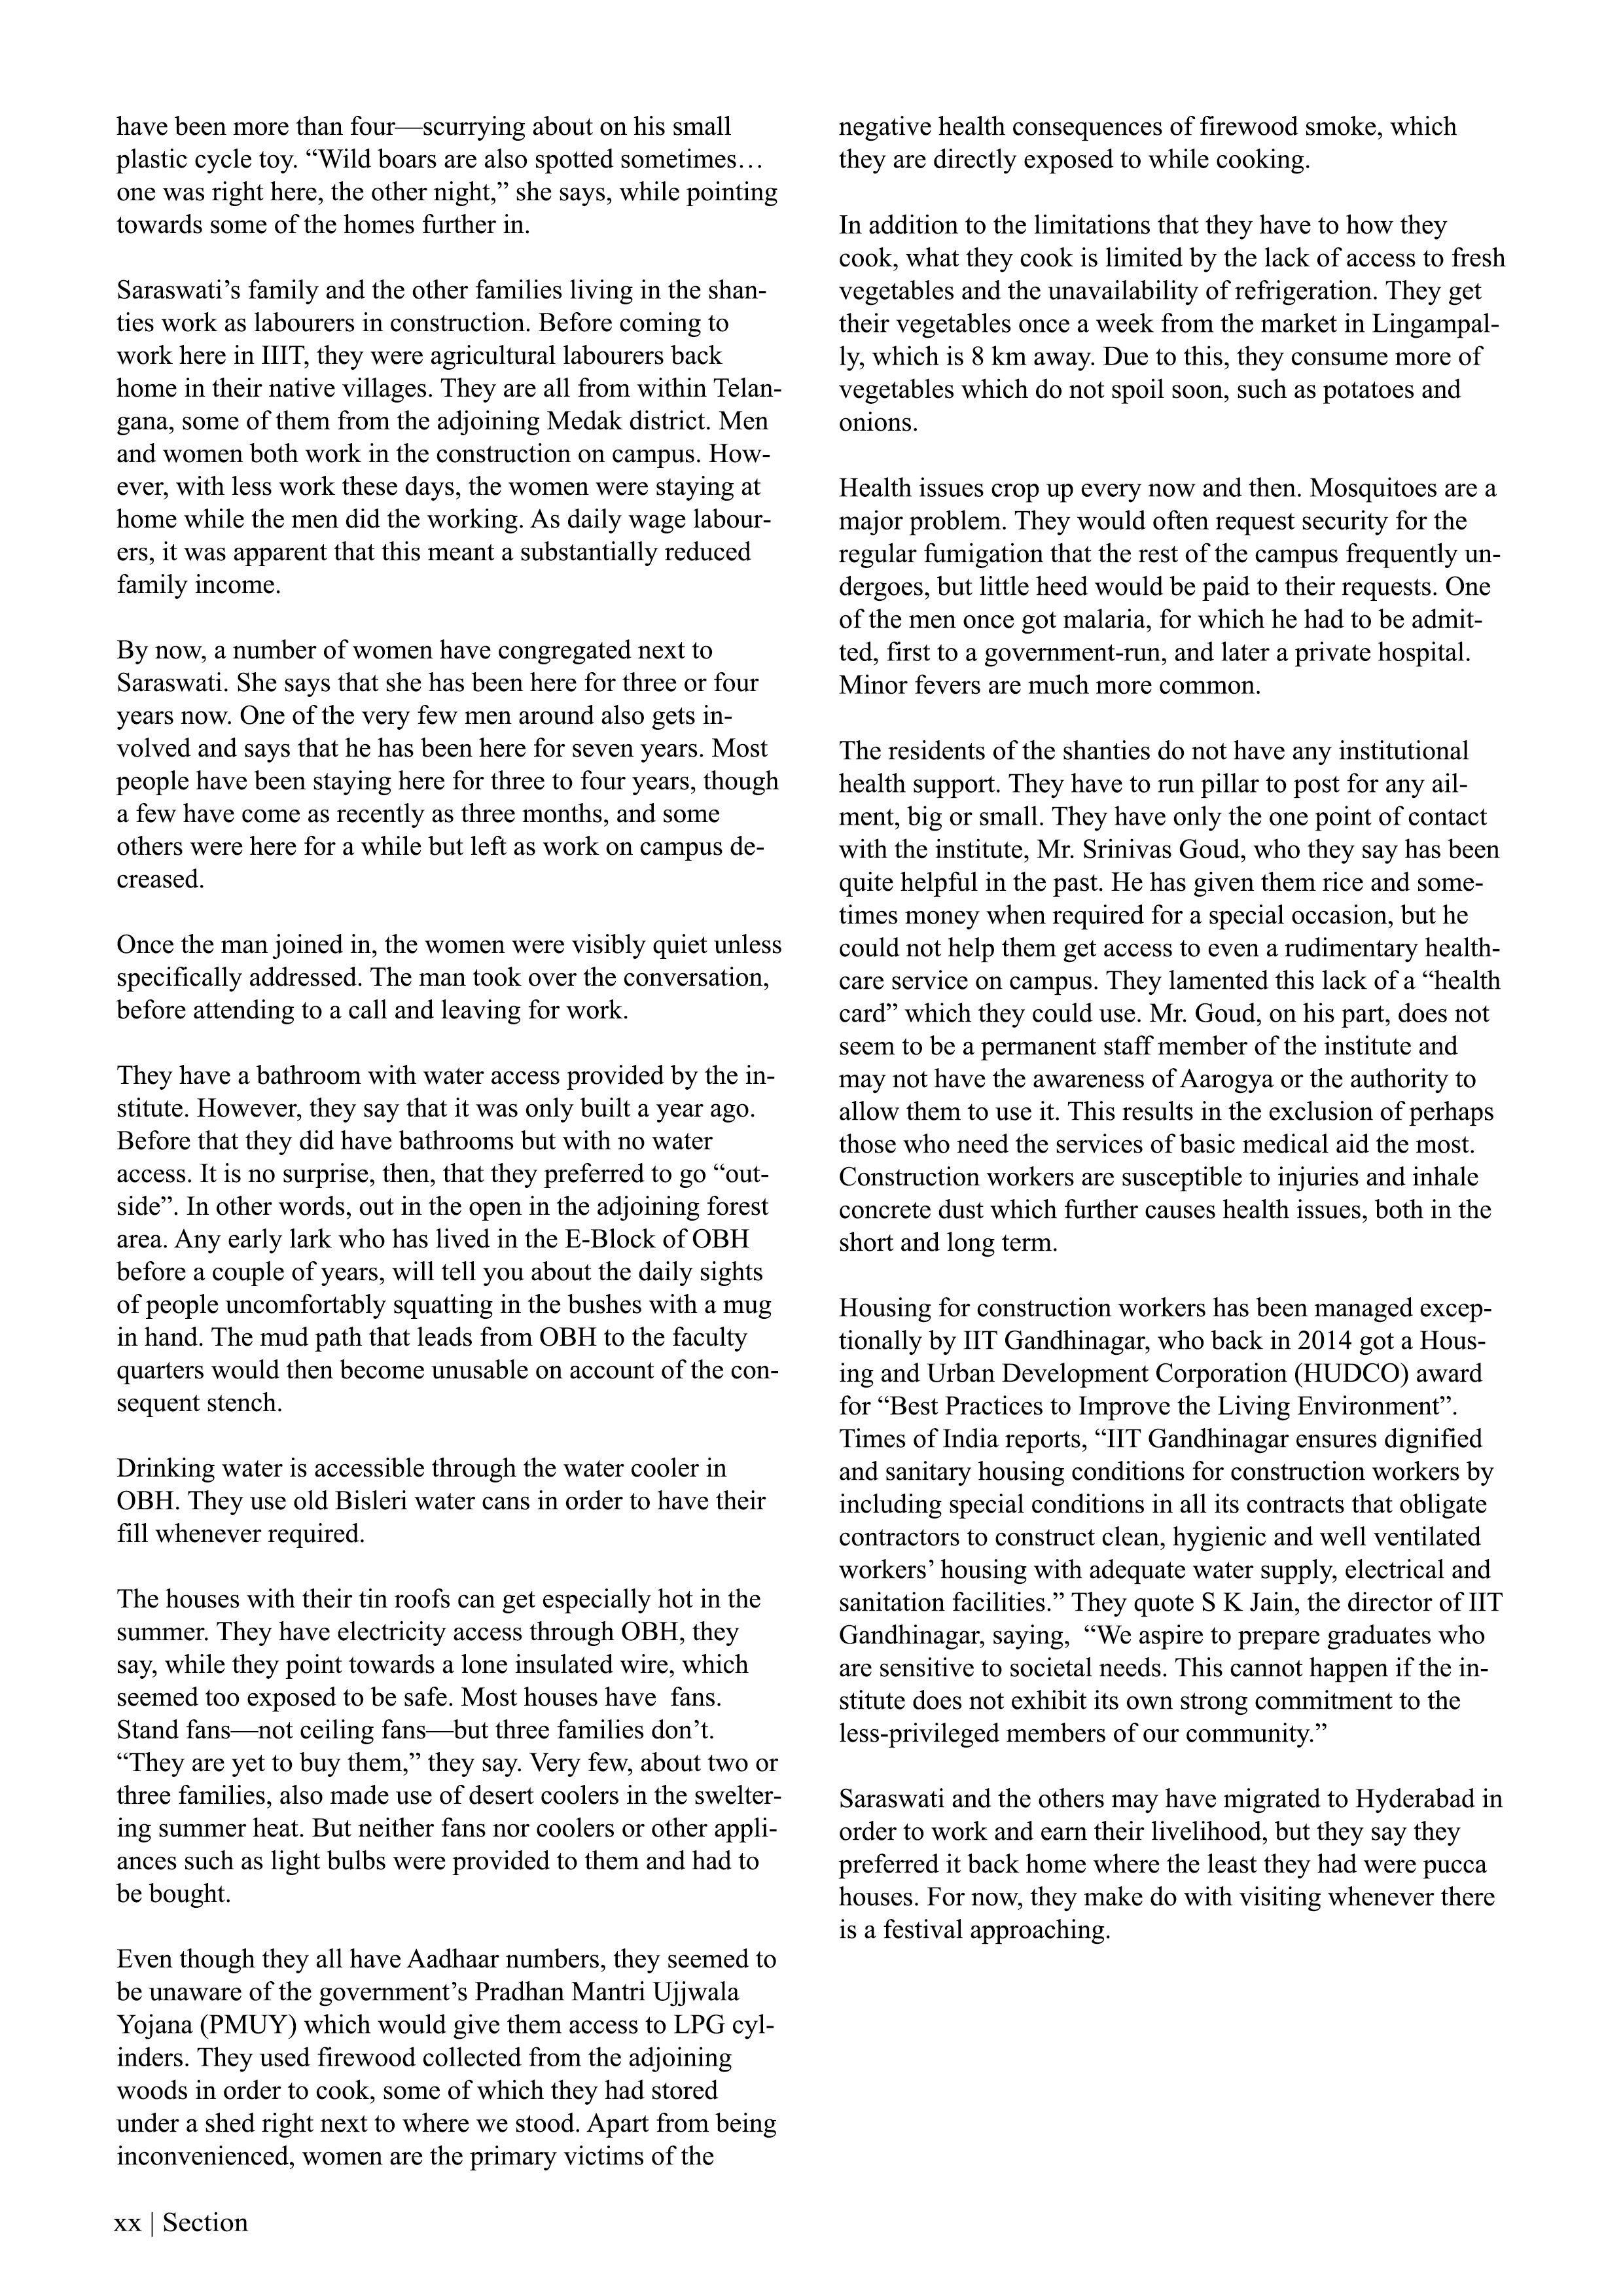 have been more than four—scurrying about on his small
plastic cycle toy. “Wild boars are also spotted sometimes…
one was right here, the other night,” she says, while pointing
towards some of the homes further in.
Saraswati’s family and the other families living in the shan-
ties work as labourers in construction. Before coming to
work here in IIIT, they were agricultural labourers back
home in their native villages. They are all from within Telan-
gana, some of them from the adjoining Medak district. Men
and women both work in the construction on campus. How-
ever, with less work these days, the women were staying at
home while the men did the working. As daily wage labour-
ers, it was apparent that this meant a substantially reduced
family income.
By now, a number of women have congregated next to
Saraswati. She says that she has been here for three or four
years now. One of the very few men around also gets in-
volved and says that he has been here for seven years. Most
people have been staying here for three to four years, though
a few have come as recently as three months, and some
others were here for a while but left as work on campus de-
creased.
Once the man joined in, the women were visibly quiet unless
specifically addressed. The man took over the conversation,
before attending to a call and leaving for work.
They have a bathroom with water access provided by the in-
stitute. However, they say that it was only built a year ago.
Before that they did have bathrooms but with no water
access. It is no surprise, then, that they preferred to go “out-
side”. In other words, out in the open in the adjoining forest
area. Any early lark who has lived in the E-Block of OBH
before a couple of years, will tell you about the daily sights
of people uncomfortably squatting in the bushes with a mug
in hand. The mud path that leads from OBH to the faculty
quarters would then become unusable on account of the con-
sequent stench.
Drinking water is accessible through the water cooler in
OBH. They use old Bisleri water cans in order to have their
fill whenever required.
The houses with their tin roofs can get especially hot in the
summer. They have electricity access through OBH, they
say, while they point towards a lone insulated wire, which
seemed too exposed to be safe. Most houses have  fans.
Stand fans—not ceiling fans—but three families don’t.
“They are yet to buy them,” they say. Very few, about two or
three families, also made use of desert coolers in the swelter-
ing summer heat. But neither fans nor coolers or other appli-
ances such as light bulbs were provided to them and had to
be bought.
Even though they all have Aadhaar numbers, they seemed to
be unaware of the government’s Pradhan Mantri Ujjwala
Yojana (PMUY) which would give them access to LPG cyl-
inders. They used firewood collected from the adjoining
woods in order to cook, some of which they had stored
under a shed right next to where we stood. Apart from being
inconvenienced, women are the primary victims of the
negative health consequences of firewood smoke, which
they are directly exposed to while cooking.
In addition to the limitations that they have to how they
cook, what they cook is limited by the lack of access to fresh
vegetables and the unavailability of refrigeration. They get
their vegetables once a week from the market in Lingampal-
ly, which is 8 km away. Due to this, they consume more of
vegetables which do not spoil soon, such as potatoes and
onions.
Health issues crop up every now and then. Mosquitoes are a
major problem. They would often request security for the
regular fumigation that the rest of the campus frequently un-
dergoes, but little heed would be paid to their requests. One
of the men once got malaria, for which he had to be admit-
ted, first to a government-run, and later a private hospital.
Minor fevers are much more common.
The residents of the shanties do not have any institutional
health support. They have to run pillar to post for any ail-
ment, big or small. They have only the one point of contact
with the institute, Mr. Srinivas Goud, who they say has been
quite helpful in the past. He has given them rice and some-
times money when required for a special occasion, but he
could not help them get access to even a rudimentary health-
care service on campus. They lamented this lack of a “health
card” which they could use. Mr. Goud, on his part, does not
seem to be a permanent staff member of the institute and
may not have the awareness of Aarogya or the authority to
allow them to use it. This results in the exclusion of perhaps
those who need the services of basic medical aid the most.
Construction workers are susceptible to injuries and inhale
concrete dust which further causes health issues, both in the
short and long term.
Housing for construction workers has been managed excep-
tionally by IIT Gandhinagar, who back in 2014 got a Hous-
ing and Urban Development Corporation (HUDCO) award
for “Best Practices to Improve the Living Environment”.
Times of India reports, “IIT Gandhinagar ensures dignified
and sanitary housing conditions for construction workers by
including special conditions in all its contracts that obligate
contractors to construct clean, hygienic and well ventilated
workers’ housing with adequate water supply, electrical and
sanitation facilities.” They quote S K Jain, the director of IIT
Gandhinagar, saying,  “We aspire to prepare graduates who
are sensitive to societal needs. This cannot happen if the in-
stitute does not exhibit its own strong commitment to the
less-privileged members of our community.”
Saraswati and the others may have migrated to Hyderabad in
order to work and earn their livelihood, but they say they
preferred it back home where the least they had were pucca
houses. For now, they make do with visiting whenever there
is a festival approaching.
xx | Section